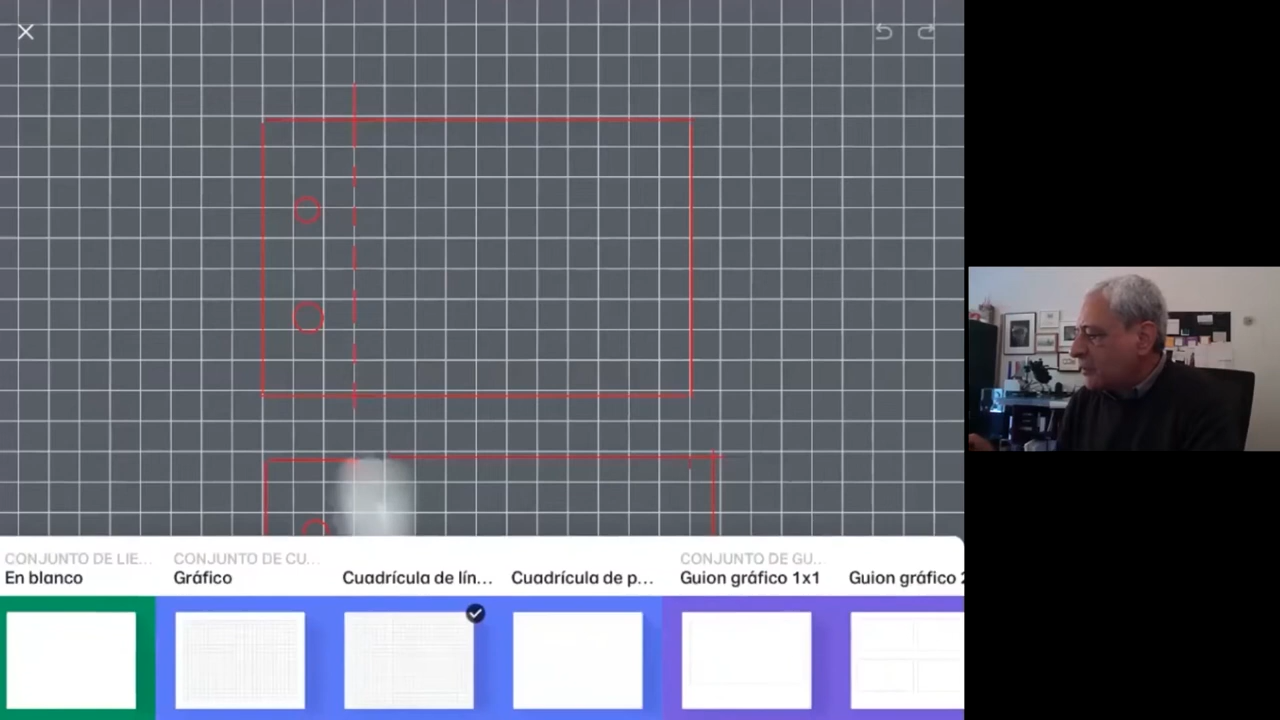 CONJUNTO DE LIE...
En blanco
CONJUNTO DE CU...
Gráfico
Cuadrícula de lín...
Cuadrícula de p...
CONJUNTO DE GU...
Guion gráfico 1x1
Guion gráfico 2